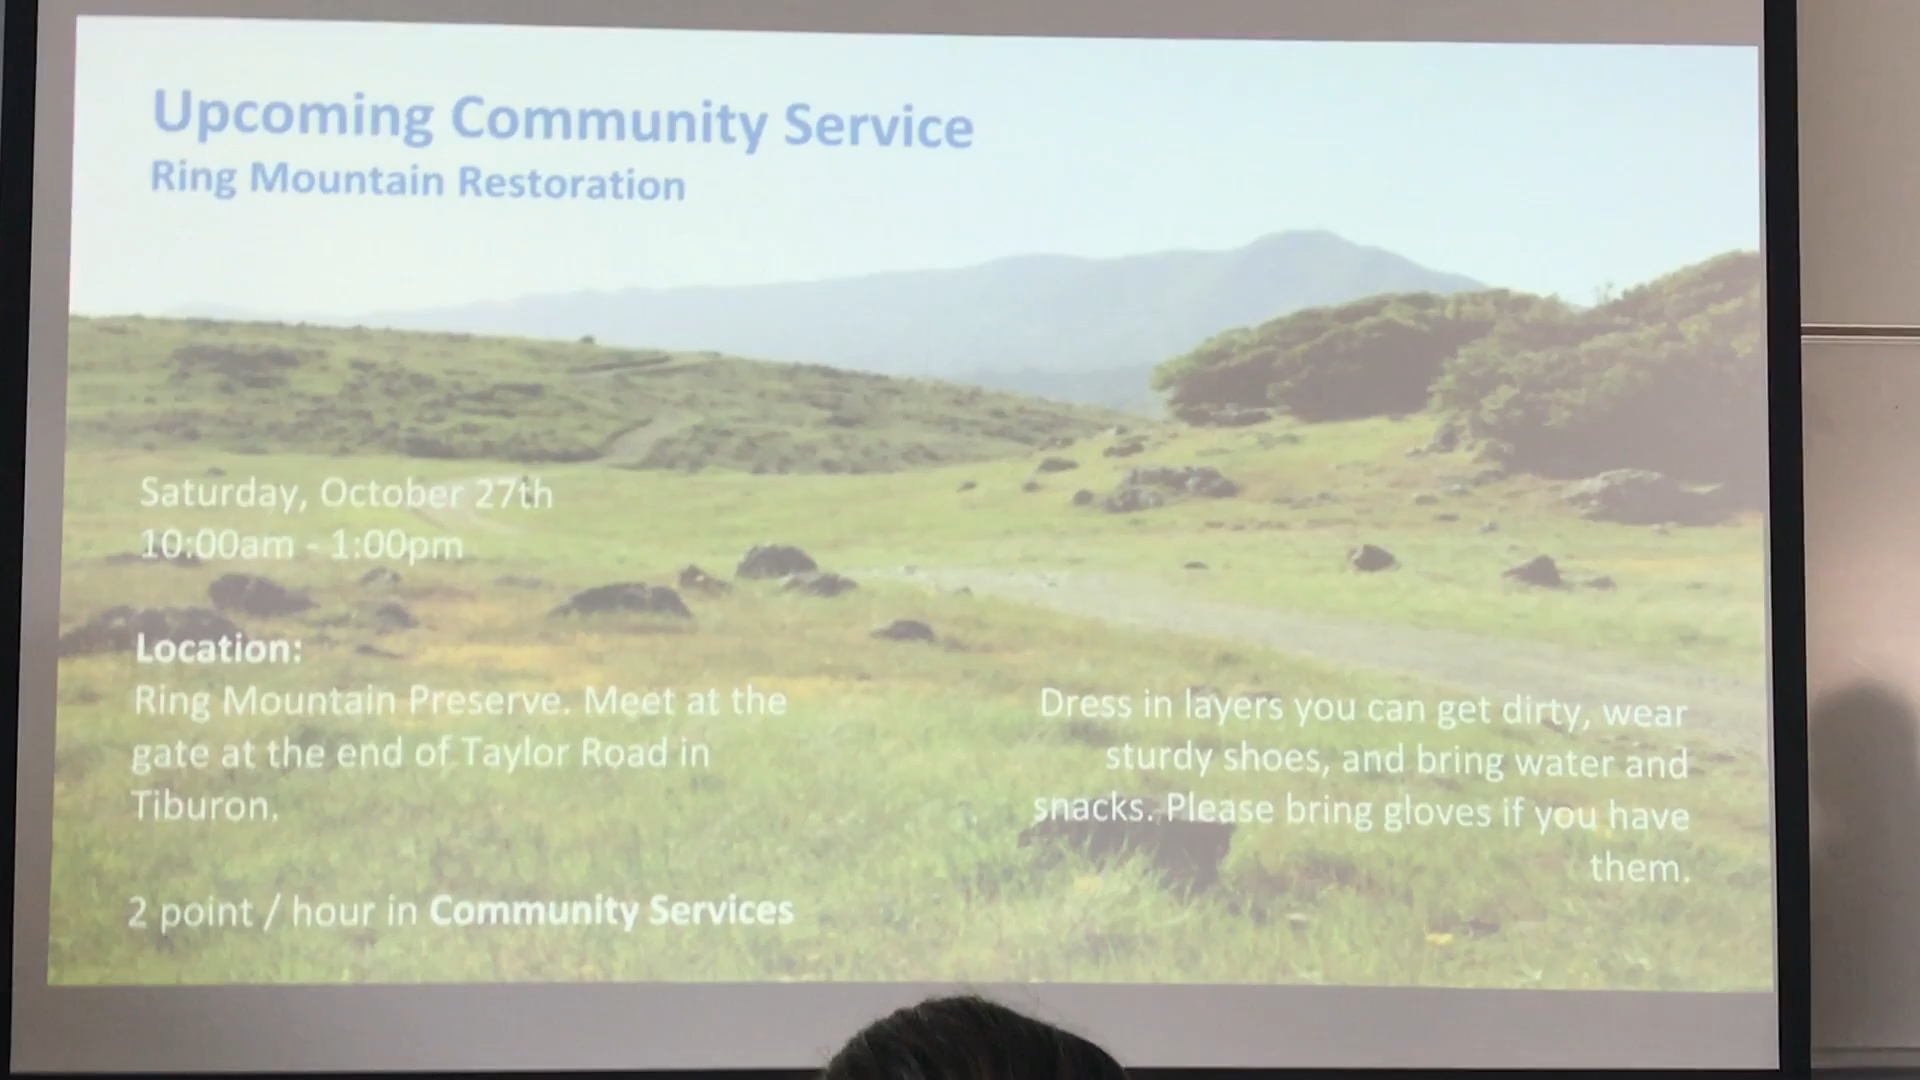 Upcoming Community Service
Ring Mountain Restoration
Saturday, October 27th
10:00am - 1:00pm
Location:
Ring Mountain Preserve. Meet at the
gate at the end of Taylor Road in
Tiburon.
2 point / hour in Community Services
Dress in layers you can get dirty, wear
sturdy shoes, and bring water and
snacks. Please bring gloves if you have
them.